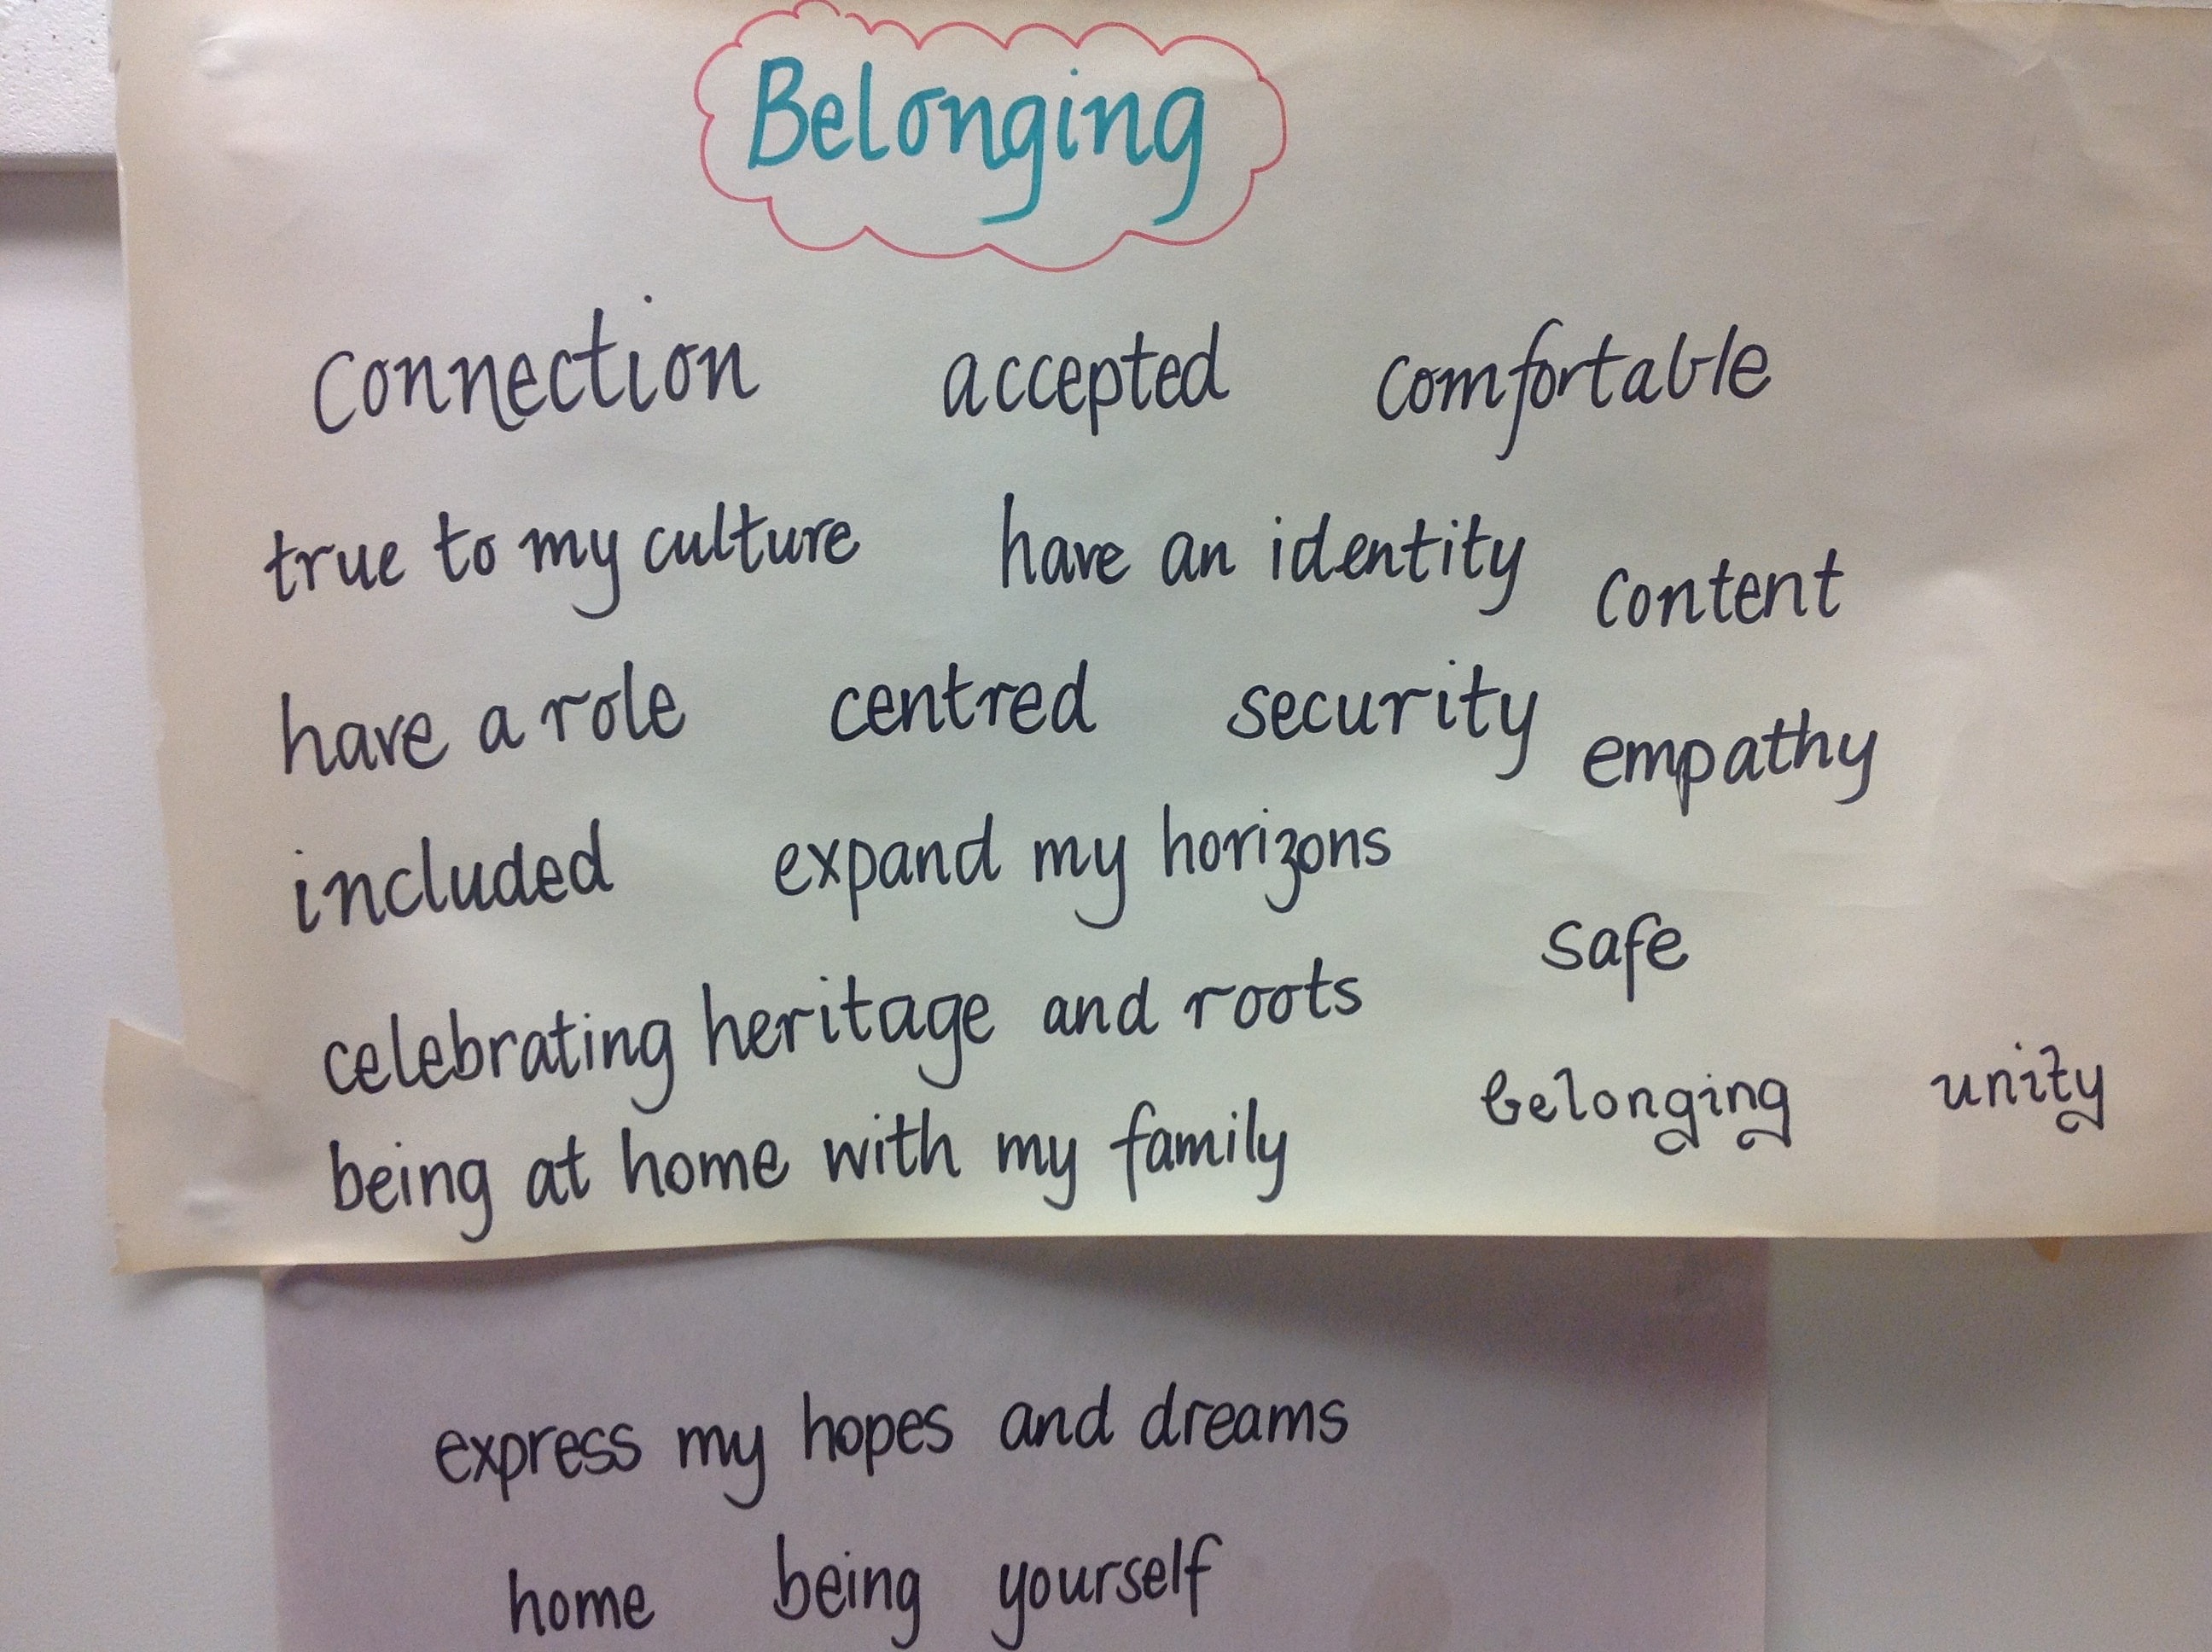 Belonging
Connection accepted comfortable
true to my culture have an identity content
have a role centred security empathy
included expand my horizons
safe
celebrating heritage and roots
belonging unity
being at home with my family
express my hopes and dreams
home being yourself